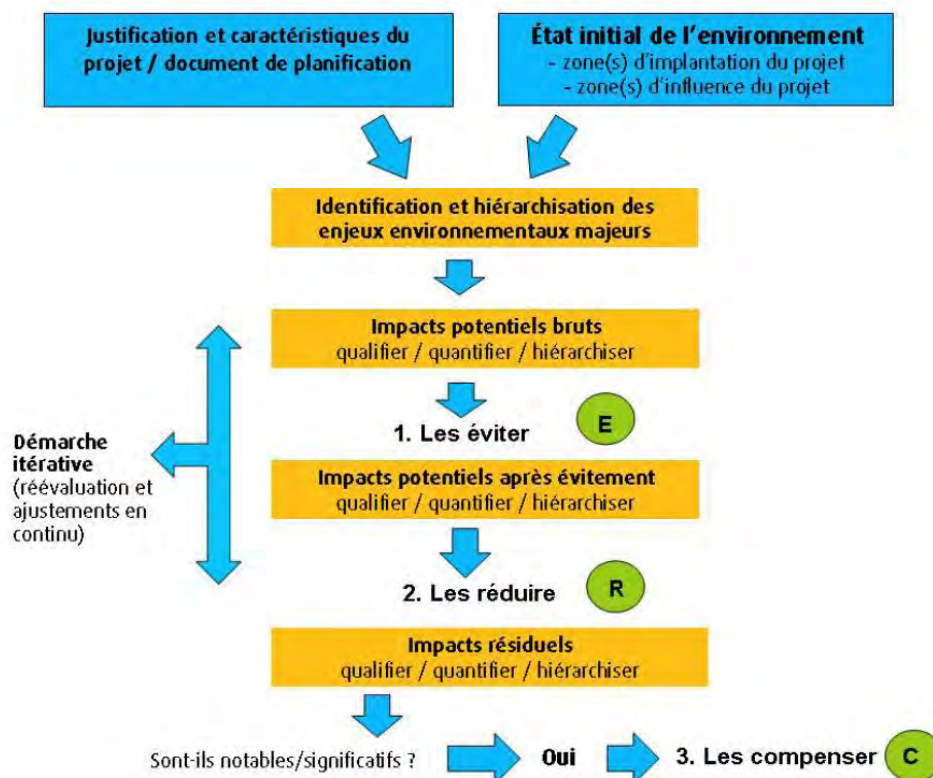 Justification et caractéristiques du
projet / document de planification
État initial de l'environnement
- zone(s) d'implantation du projet
- zone(s) d'influence du projet
Identification et hiérarchisation des
enjeux environnementaux majeurs
Impacts potentiels bruts
qualifier / quantifier / hiérarchiser
1. Les éviter
E
Démarche
itérative
(réévaluation et
ajustements en
continu)
Impacts potentiels après évitement
qualifier / quantifier / hiérarchiser
2. Les réduire
R
Impacts résiduels
qualifier / quantifier / hiérarchiser
Sont-ils notables/significatifs ?
Oui
3. Les compenser
C